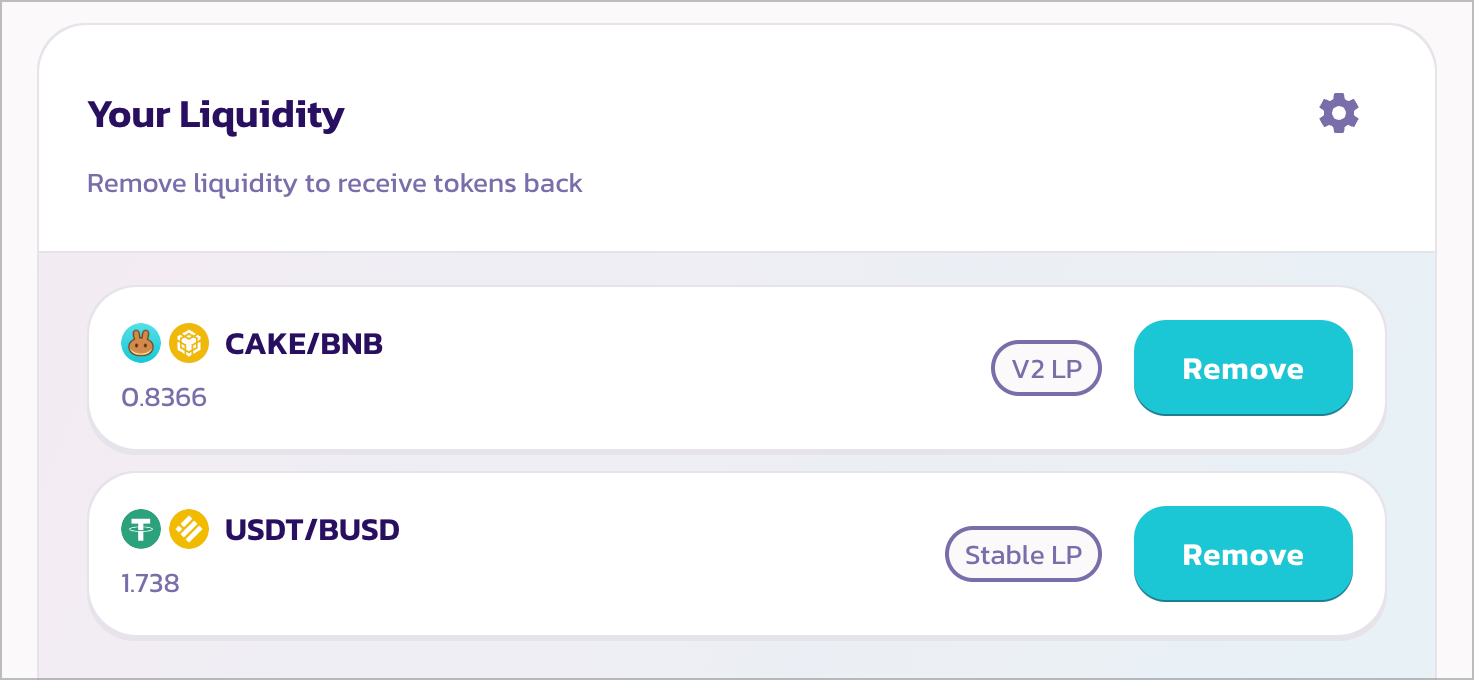 Your Liquidity
Remove liquidity to receive tokens back
CAKE/BNB
0.8366
V2 LP
Remove
USDT/BUSD
1.738
Stable LP
Remove